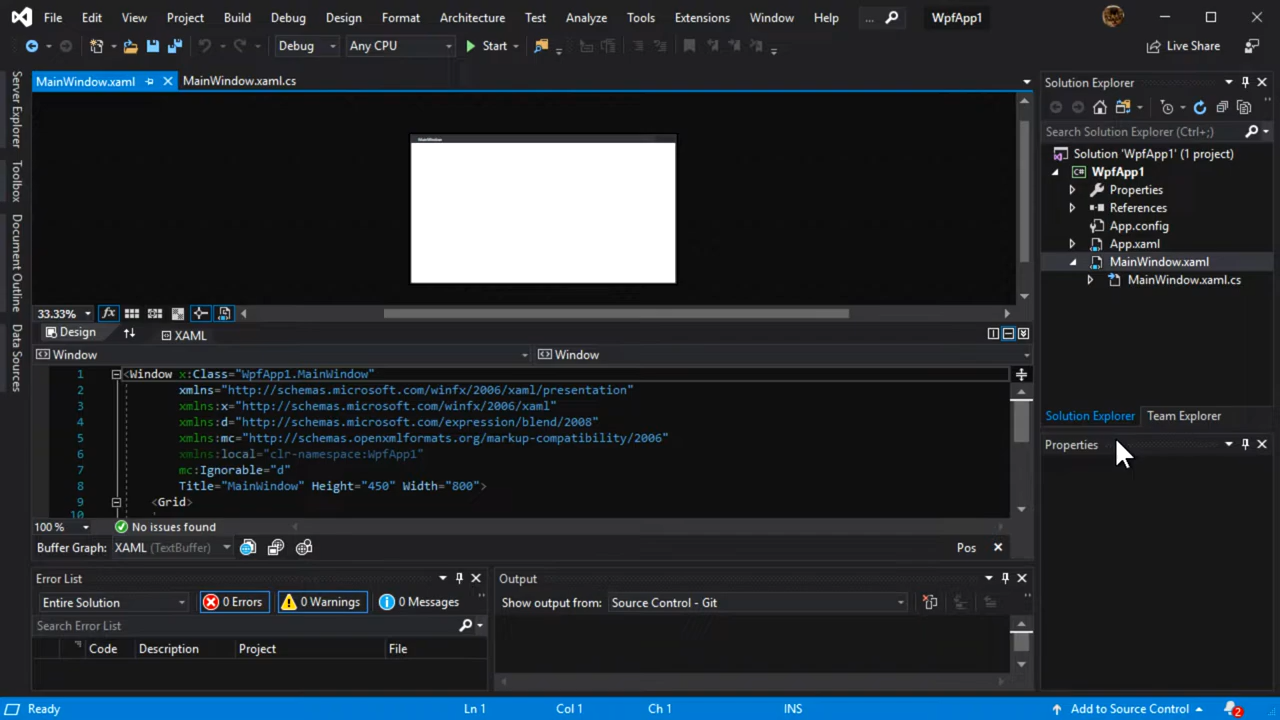 File Edit View Project Build Debug Design Format Architecture Test Analyze Tools Extensions Window Help ... WpfApp1
Debug Any CPU Start Live Share
MainWindow.xaml MainWindow.xaml.cs
Server Explorer
Toolbox
Document Outline
Data Sources
MainWindow
33.33% fx
Design XAML
Window Window
1 <Window x:Class="WpfApp1.MainWindow"
2 xmlns="http://schemas.microsoft.com/winfx/2006/xaml/presentation"
3 xmlns:x="http://schemas.microsoft.com/winfx/2006/xaml"
4 xmlns:d="http://schemas.microsoft.com/expression/blend/2008"
5 xmlns:mc="http://schemas.openxmlformats.org/markup-compatibility/2006"
6 xmlns:local="clr-namespace:WpfApp1"
7 mc:Ignorable="d"
8 Title="MainWindow" Height="450" Width="800">
9 <Grid>
10
100 % No issues found
Buffer Graph: XAML (TextBuffer) Pos
Error List
Entire Solution 0 Errors 0 Warnings 0 Messages "
Search Error List
Code Description Project File
Output
Show output from: Source Control - Git
Solution Explorer
Search Solution Explorer (Ctrl+;)
Solution 'WpfApp1' (1 project)
C# WpfApp1
Properties
References
App.config
App.xaml
MainWindow.xaml
MainWindow.xaml.cs
Solution Explorer Team Explorer
Properties
Ready Ln 1 Col 1 Ch 1 INS Add to Source Control 2